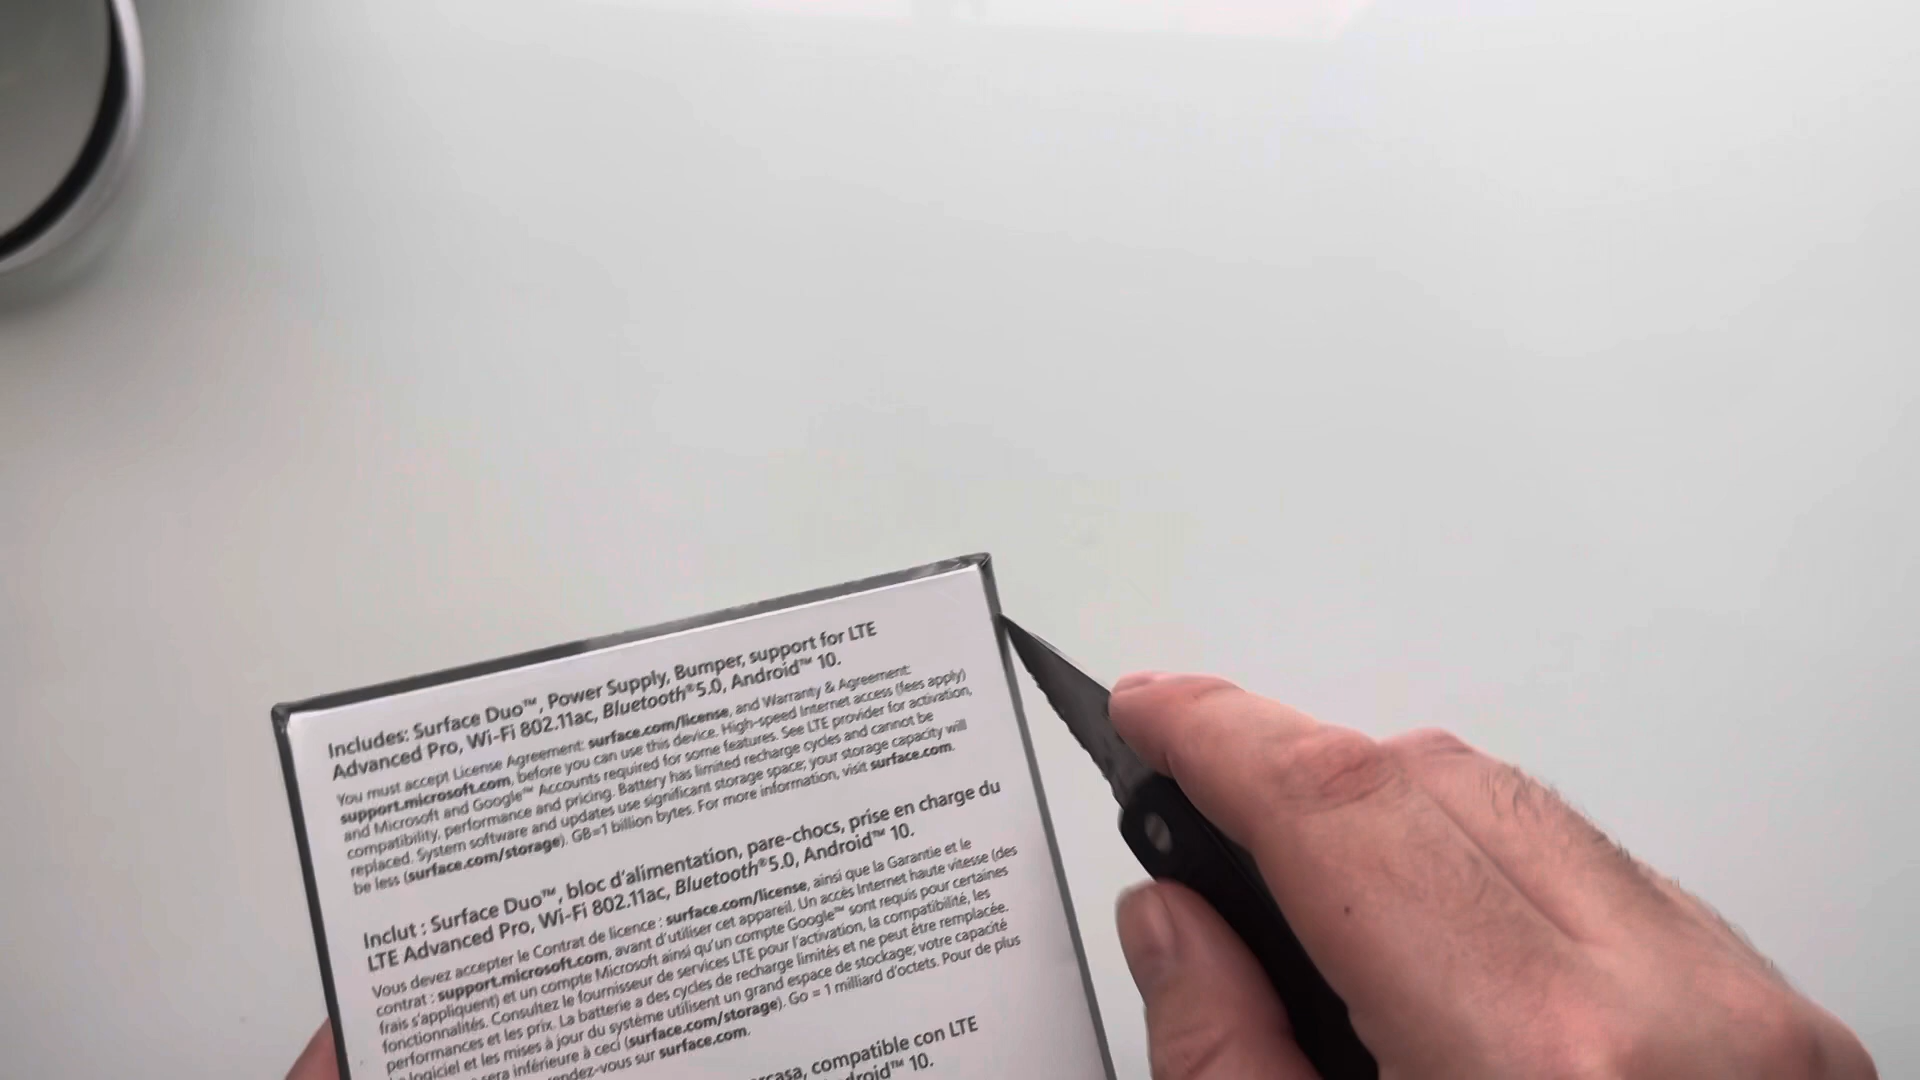 Includes: Surface Duo™, Power Supply, Bumper, support for LTE
Advanced Pro, Wi-Fi 802.11ac, Bluetooth®5.0, Android™ 10.
You must accept License Agreement: surface.com/license, and Warranty & Agreement:
support.microsoft.com, before you can use this device. High-speed Internet access (fees apply)
and Microsoft and Google™ Accounts required for some features. See LTE provider for activation,
compatibility, performance and pricing. Battery has limited recharge cycles and cannot be
replaced. System software and updates use significant storage space; your storage capacity will
be less (surface.com/storage). GB=1 billion bytes. For more information, visit surface.com.
Inclut : Surface Duo™, bloc d'alimentation, pare-chocs, prise en charge du
LTE Advanced Pro, Wi-Fi 802.11ac, Bluetooth®5.0, Android™ 10.
Vous devez accepter le Contrat de licence : surface.com/license, ainsi que la Garantie et le
contrat : support.microsoft.com, avant d'utiliser cet appareil. Un accès Internet haute vitesse (des
frais s'appliquent) et un compte Microsoft ainsi qu'un compte Google™ sont requis pour certaines
fonctionnalités. Consultez le fournisseur de services LTE pour l'activation, la compatibilité, les
performances et les prix. La batterie a des cycles de recharge limités et ne peut être remplacée.
logiciel et les mises à jour du système utilisent un grand espace de stockage; votre capacité
sera inférieure à ceci (surface.com/storage). Go = 1 milliard d'octets. Pour de plus
rendez-vous sur surface.com.
compatible con LTE
10.